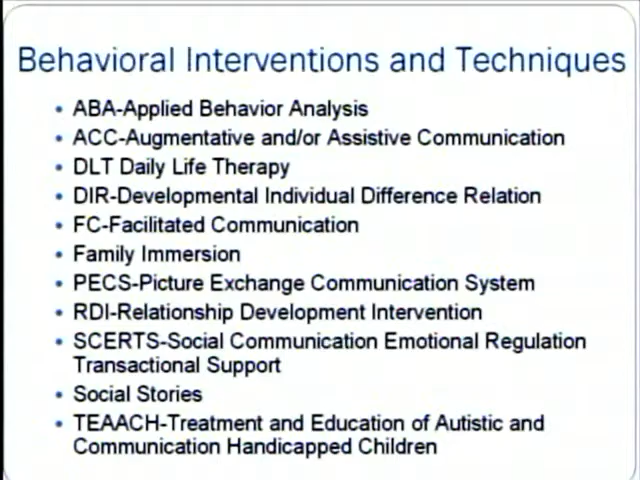 Behavioral Interventions and Techniques
• ABA-Applied Behavior Analysis
• ACC-Augmentative and/or Assistive Communication
• DLT Daily Life Therapy
• DIR-Developmental Individual Difference Relation
• FC-Facilitated Communication
• Family Immersion
• PECS-Picture Exchange Communication System
• RDI-Relationship Development Intervention
• SCERTS-Social Communication Emotional Regulation
Transactional Support
• Social Stories
• TEAACH-Treatment and Education of Autistic and
Communication Handicapped Children